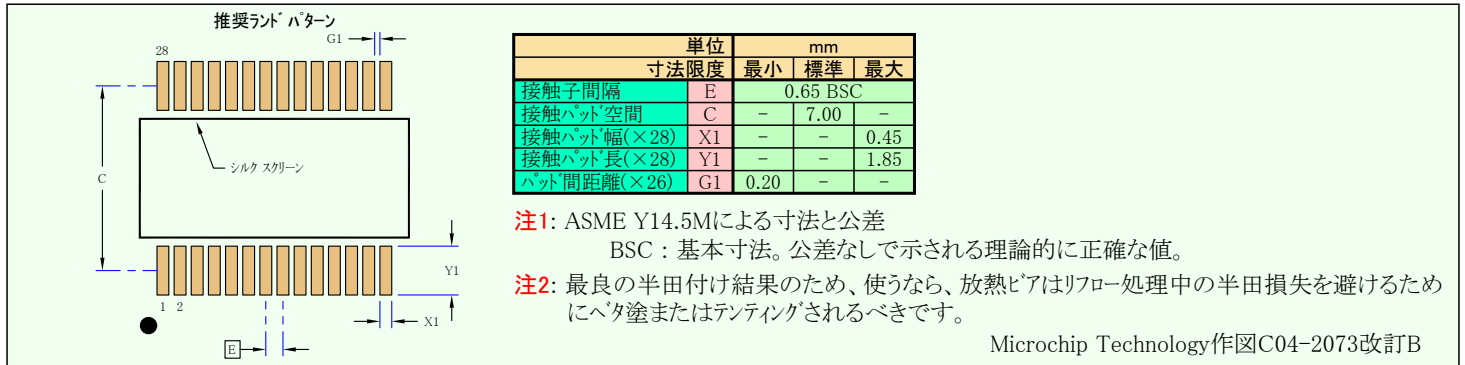 推奨ランド パターン
G1
28
C
シルク スクリーン
Y1
1 2
X1
E
単位 mm
寸法限度 最小 標準 最大
接触子間隔 E 0.65 BSC
接触パッド空間 C - 7.00 -
接触パッド幅(×28) X1 - - 0.45
接触パッド長(×28) Y1 - - 1.85
パッド間距離(×26) G1 0.20 - -
注1: ASME Y14.5Mによる寸法と公差
BSC : 基本寸法。公差なしで示される理論的に正確な値。
注2: 最良の半田付け結果のため、使うなら、放熱ビアはリフロー処理中の半田損失を避けるため
にベタ塗またはテンティングされるべきです。
Microchip Technology作図C04-2073改訂B